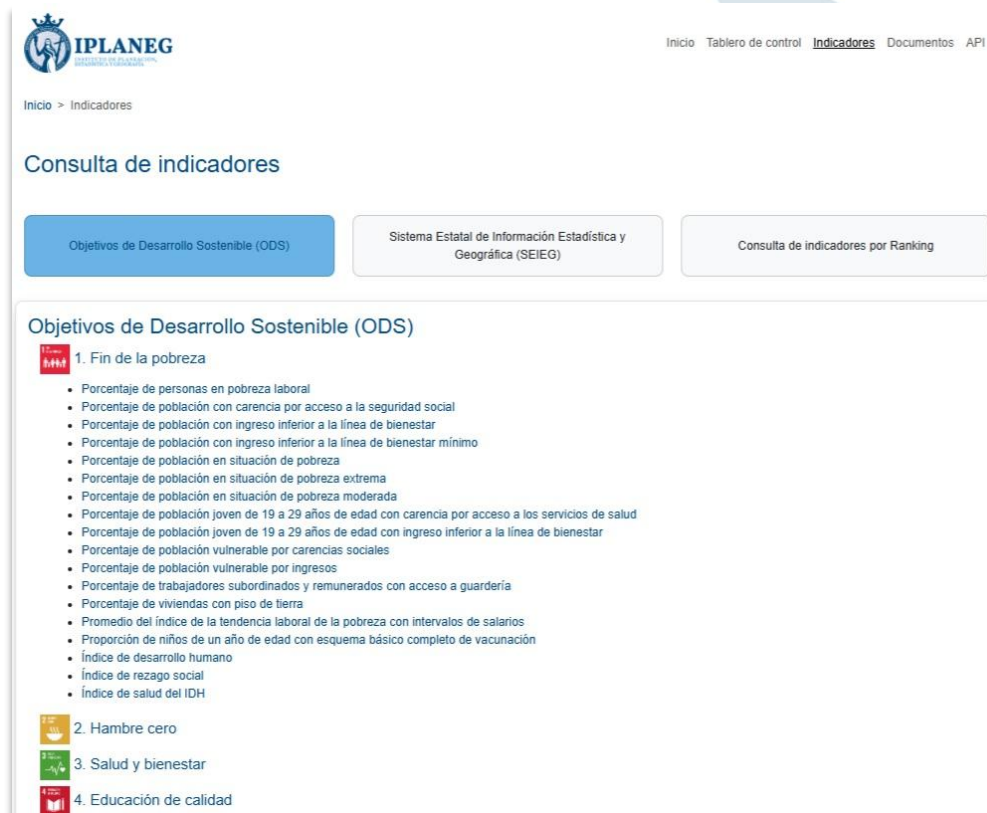 IPLANEG
INSTITUTO DE PLANEACIÓN,
ESTADÍSTICA Y GEOGRAFÍA
Inicio Tablero de control Indicadores Documentos API
Inicio > Indicadores
Consulta de indicadores
Objetivos de Desarrollo Sostenible (ODS)
Sistema Estatal de Información Estadística y
Geográfica (SEIEG)
Consulta de indicadores por Ranking
Objetivos de Desarrollo Sostenible (ODS)
1. Fin de la pobreza
• Porcentaje de personas en pobreza laboral
• Porcentaje de población con carencia por acceso a la seguridad social
• Porcentaje de población con ingreso inferior a la línea de bienestar
• Porcentaje de población con ingreso inferior a la línea de bienestar mínimo
• Porcentaje de población en situación de pobreza
• Porcentaje de población en situación de pobreza extrema
• Porcentaje de población en situación de pobreza moderada
• Porcentaje de población joven de 19 a 29 años de edad con carencia por acceso a los servicios de salud
• Porcentaje de población joven de 19 a 29 años de edad con ingreso inferior a la línea de bienestar
• Porcentaje de población vulnerable por carencias sociales
• Porcentaje de población vulnerable por ingresos
• Porcentaje de trabajadores subordinados y remunerados con acceso a guardería
• Porcentaje de viviendas con piso de tierra
• Promedio del índice de la tendencia laboral de la pobreza con intervalos de salarios
• Proporción de niños de un año de edad con esquema básico completo de vacunación
• Índice de desarrollo humano
• Índice de rezago social
• Índice de salud del IDH
2. Hambre cero
3. Salud y bienestar
4. Educación de calidad